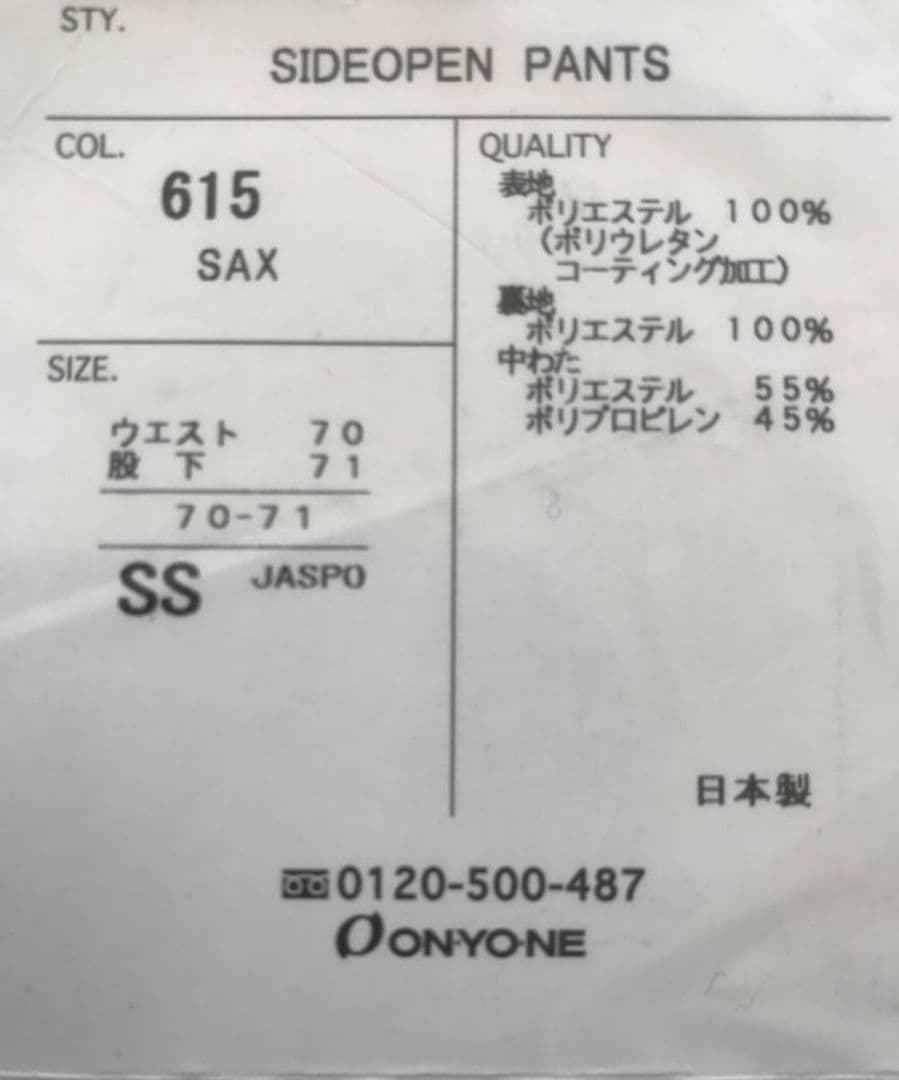 STY.
SIDEOPEN PANTS
COL.
615
SAX
SIZE.
ウエスト 70
股 下 71
70-71
SS JASPO
QUALITY
表地
ポリエステル 100%
(ポリウレタン
コーティング加工)
裏地
ポリエステル 100%
中わた
ポリエステル 55%
ポリプロピレン 45%
日本製
0120-500-487
ON·YO·NE